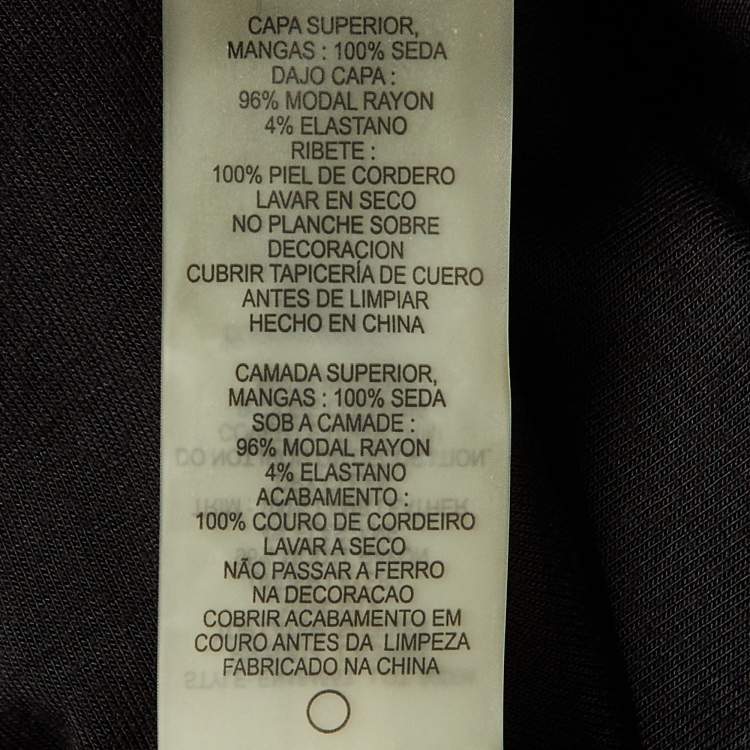 CAPA SUPERIOR,
MANGAS : 100% SEDA
DAJO CAPA :
96% MODAL RAYON
4% ELASTANO
RIBETE :
100% PIEL DE CORDERO
LAVAR EN SECO
NO PLANCHE SOBRE
DECORACION
CUBRIR TAPICERÍA DE CUERO
ANTES DE LIMPIAR
HECHO EN CHINA
CAMADA SUPERIOR,
MANGAS : 100% SEDA
SOB A CAMADE :
96% MODAL RAYON
4% ELASTANO
ACABAMENTO :
100% COURO DE CORDEIRO
LAVAR A SECO
NÃO PASSAR A FERRO
NA DECORACAO
COBRIR ACABAMENTO EM
COURO ANTES DA LIMPEZA
FABRICADO NA CHINA